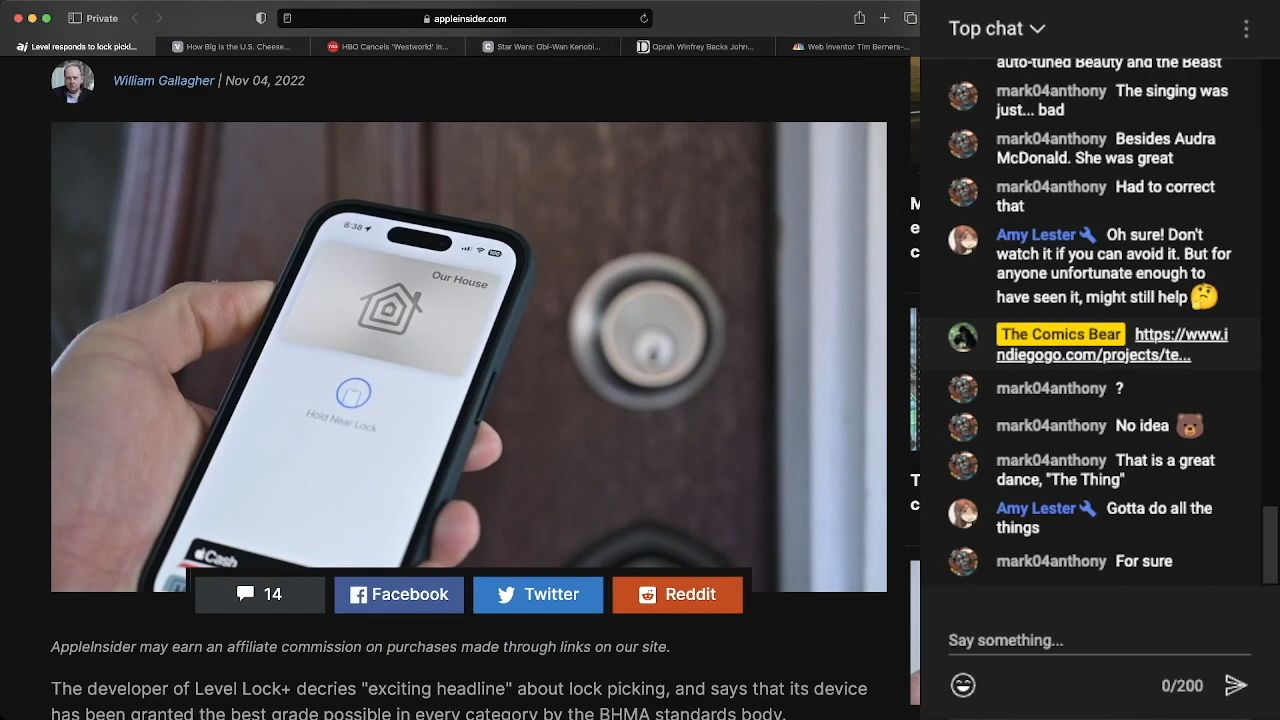 Private
appleinsider.com
Level responds to lock picki...
How Big Is the U.S. Cheese...
HBO Cancels 'Westworld' in...
Star Wars: Obi-Wan Kenobi...
Oprah Winfrey Backs John...
Web inventor Tim Berners-...
William Gallagher | Nov 04, 2022
8:38
Our House
Hold Near Lock
Cash
14
Facebook
Twitter
Reddit
AppleInsider may earn an affiliate commission on purchases made through links on our site.
The developer of Level Lock+ decries "exciting headline" about lock picking, and says that its device
has been granted the best grade possible in every category by the BHMA standards body.
Top chat
auto-tuned Beauty and the Beast
mark04anthony The singing was
just... bad
mark04anthony Besides Audra
McDonald. She was great
mark04anthony Had to correct
that
Amy Lester Oh sure! Don't
watch it if you can avoid it. But for
anyone unfortunate enough to
have seen it, might still help 🤔
The Comics Bear https://www.i
ndiegogo.com/projects/te...
mark04anthony ?
mark04anthony No idea 🐻
mark04anthony That is a great
dance, "The Thing"
Amy Lester Gotta do all the
things
mark04anthony For sure
Say something...
0/200